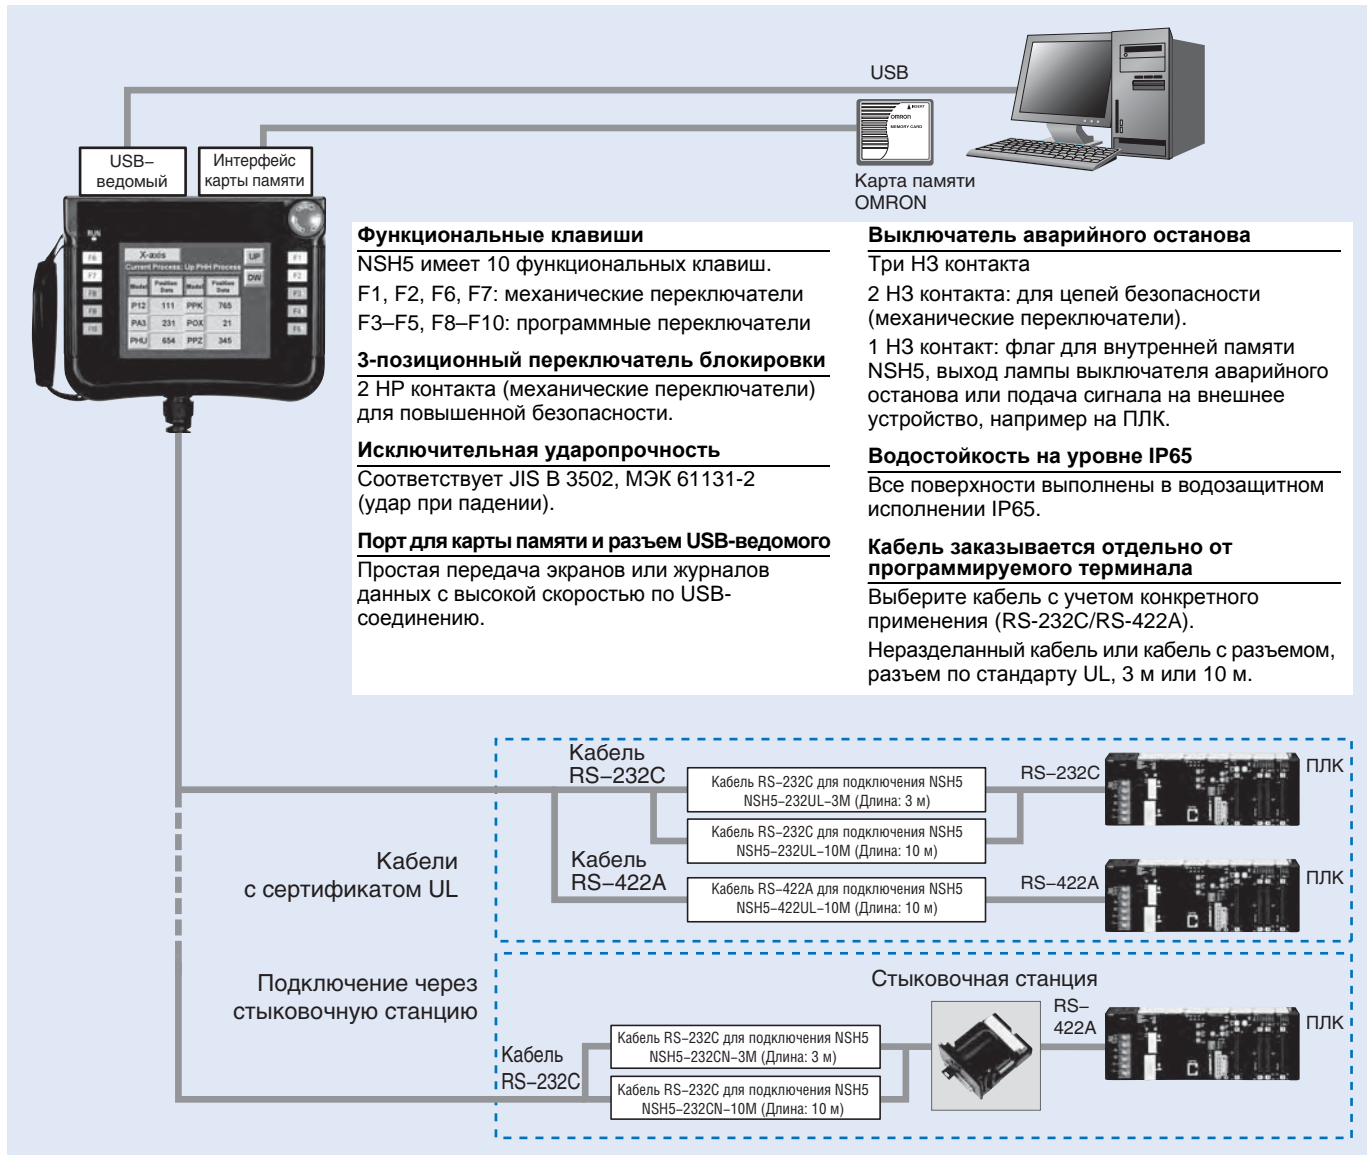 USB
INSERT
OMRON
MEMORY CARD
Карта памяти
OMRON
USB–
ведомый
Интерфейс
карты памяти
RUN
F6
F7
F8
F9
F10
F1
F2
F3
F4
F5
X-axis
UP
Current Process: Up PHH Process
DW
Model
Position
Data
Model
Position
Data
P12 111 PPK 765
PA3 231 POX 21
PHU 654 PPZ 345
Функциональные клавиши
NSH5 имеет 10 функциональных клавиш.
F1, F2, F6, F7: механические переключатели
F3–F5, F8–F10: программные переключатели
3-позиционный переключатель блокировки
2 НР контакта (механические переключатели)
для повышенной безопасности.
Исключительная ударопрочность
Соответствует JIS B 3502, МЭК 61131-2
(удар при падении).
Порт для карты памяти и разъем USB-ведомого
Простая передача экранов или журналов
данных с высокой скоростью по USB-
соединению.
Выключатель аварийного останова
Три НЗ контакта
2 НЗ контакта: для цепей безопасности
(механические переключатели).
1 НЗ контакт: флаг для внутренней памяти
NSH5, выход лампы выключателя аварийного
останова или подача сигнала на внешнее
устройство, например на ПЛК.
Водостойкость на уровне IP65
Все поверхности выполнены в водозащитном
исполнении IP65.
Кабель заказывается отдельно от
программируемого терминала
Выберите кабель с учетом конкретного
применения (RS-232C/RS-422A).
Неразделанный кабель или кабель с разъемом,
разъем по стандарту UL, 3 м или 10 м.
Кабель
RS–232C
Кабель RS–232C для подключения NSH5
NSH5–232UL–3M (Длина: 3 м)
RS–232C
ПЛК
Кабель RS–232C для подключения NSH5
NSH5–232UL–10M (Длина: 10 м)
Кабели
с сертификатом UL
Кабель
RS–422A
Кабель RS–422A для подключения NSH5
NSH5–422UL–10M (Длина: 10 м)
RS–422A
ПЛК
Подключение через
стыковочную станцию
Стыковочная станция
Кабель
RS–232C
Кабель RS–232C для подключения NSH5
NSH5–232CN–3M (Длина: 3 м)
Кабель RS–232C для подключения NSH5
NSH5–232CN–10M (Длина: 10 м)
RS–
422A
ПЛК